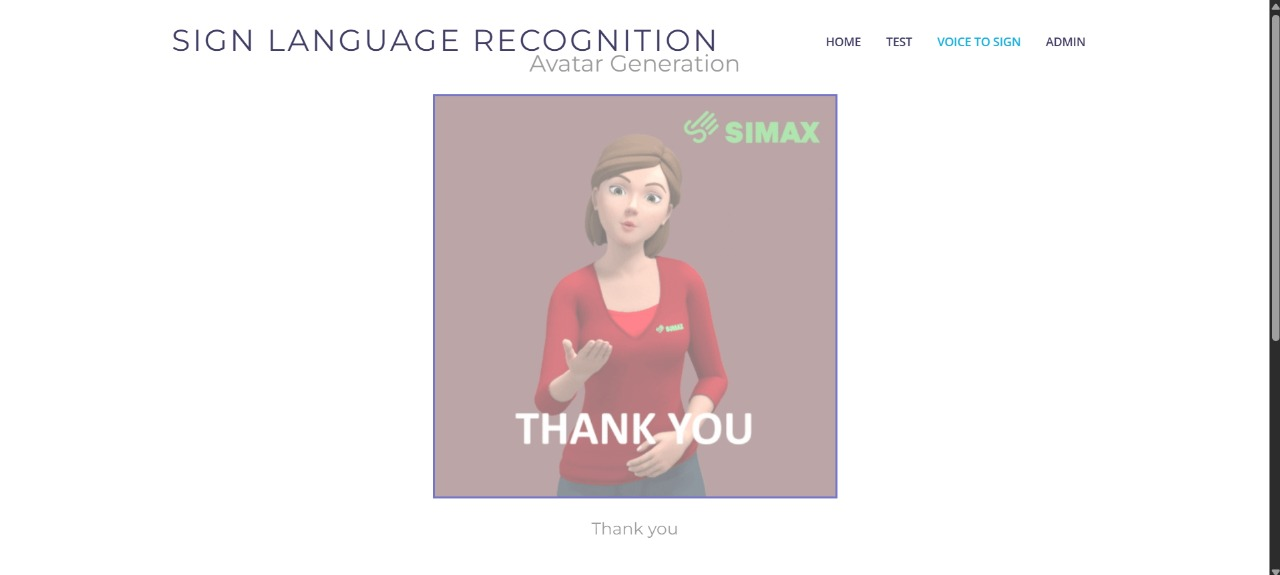 SIGN LANGUAGE RECOGNITION
HOME TEST VOICE TO SIGN ADMIN
Avatar Generation
SIMAX
SIMAX
THANK YOU
Thank you